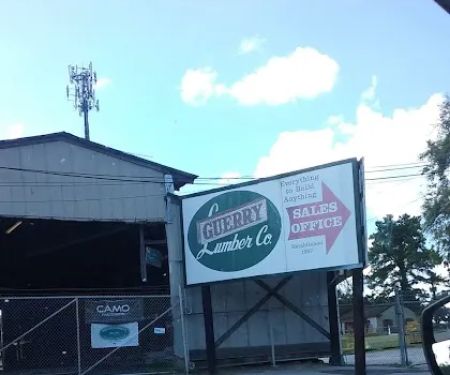 GUERRY
Lumber Co.
Everything
to Build
Anything
SALES
OFFICE
CAMO